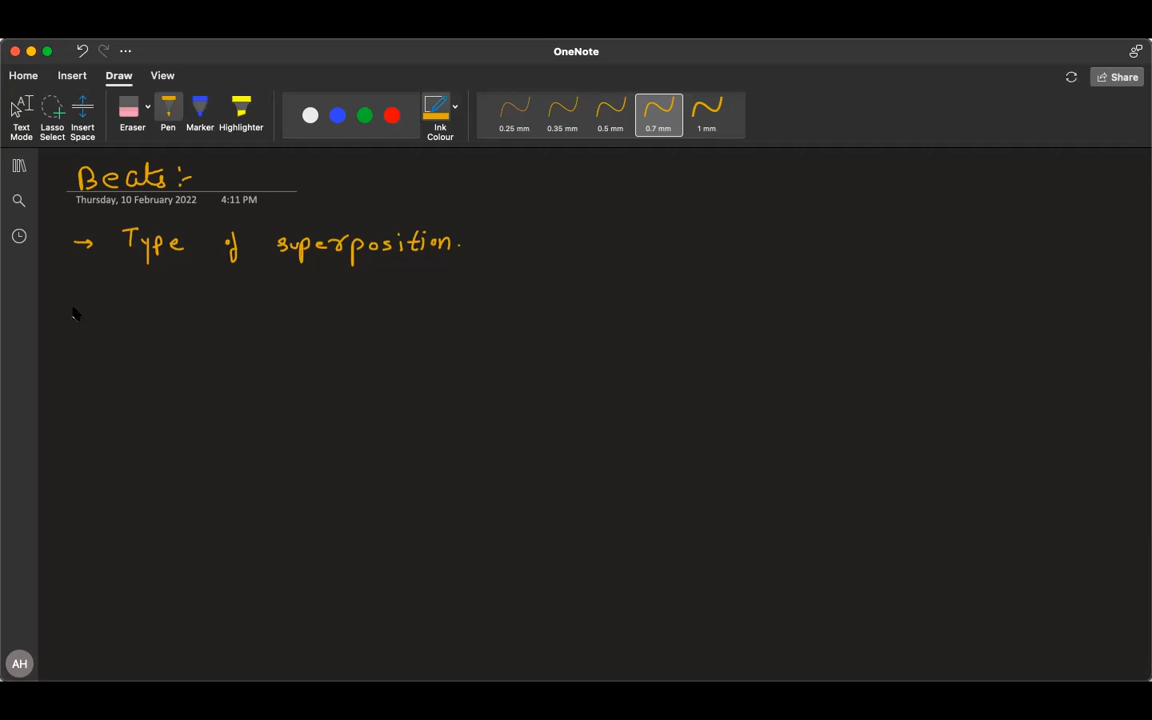 OneNote
Home Insert Draw View Share
Text Mode Lasso Select Insert Space Eraser Pen Marker Highlighter Ink Colour 0.25 mm 0.35 mm 0.5 mm 0.7 mm 1 mm
Beats :-
Thursday, 10 February 2022 4:11 PM
→ Type of superposition.
AH